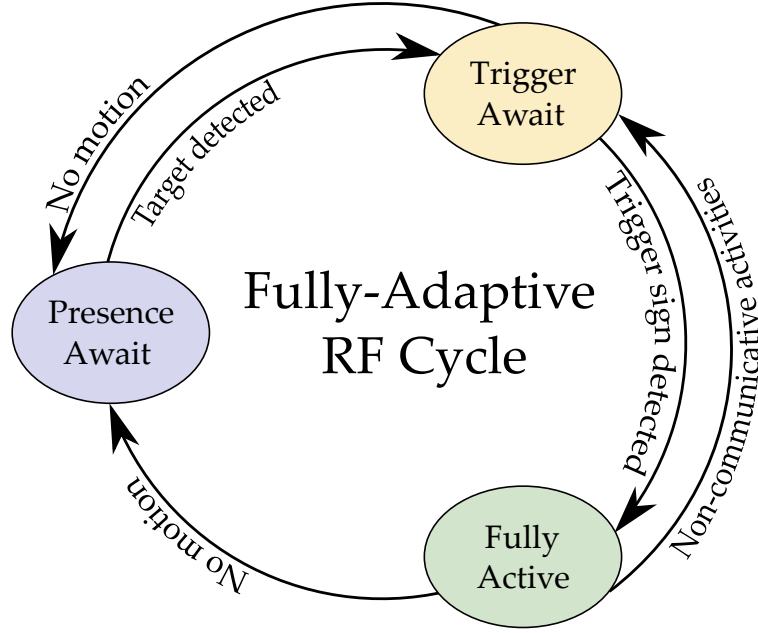 Trigger
Await
No motion
Target detected
Trigger sign detected
Non-communicative activities
Fully-Adaptive
RF Cycle
Presence
Await
No motion
Fully
Active